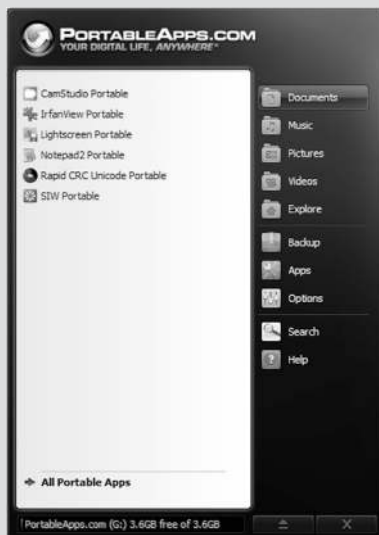 PORTABLEAPPS.COM
YOUR DIGITAL LIFE, ANYWHERE®
CamStudio Portable
IrfanView Portable
Lightscreen Portable
Notepad2 Portable
Rapid CRC Unicode Portable
SIW Portable
All Portable Apps
Documents
Music
Pictures
Videos
Explore
Backup
Apps
Options
Search
Help
PortableApps.com (G:) 3.6GB free of 3.6GB